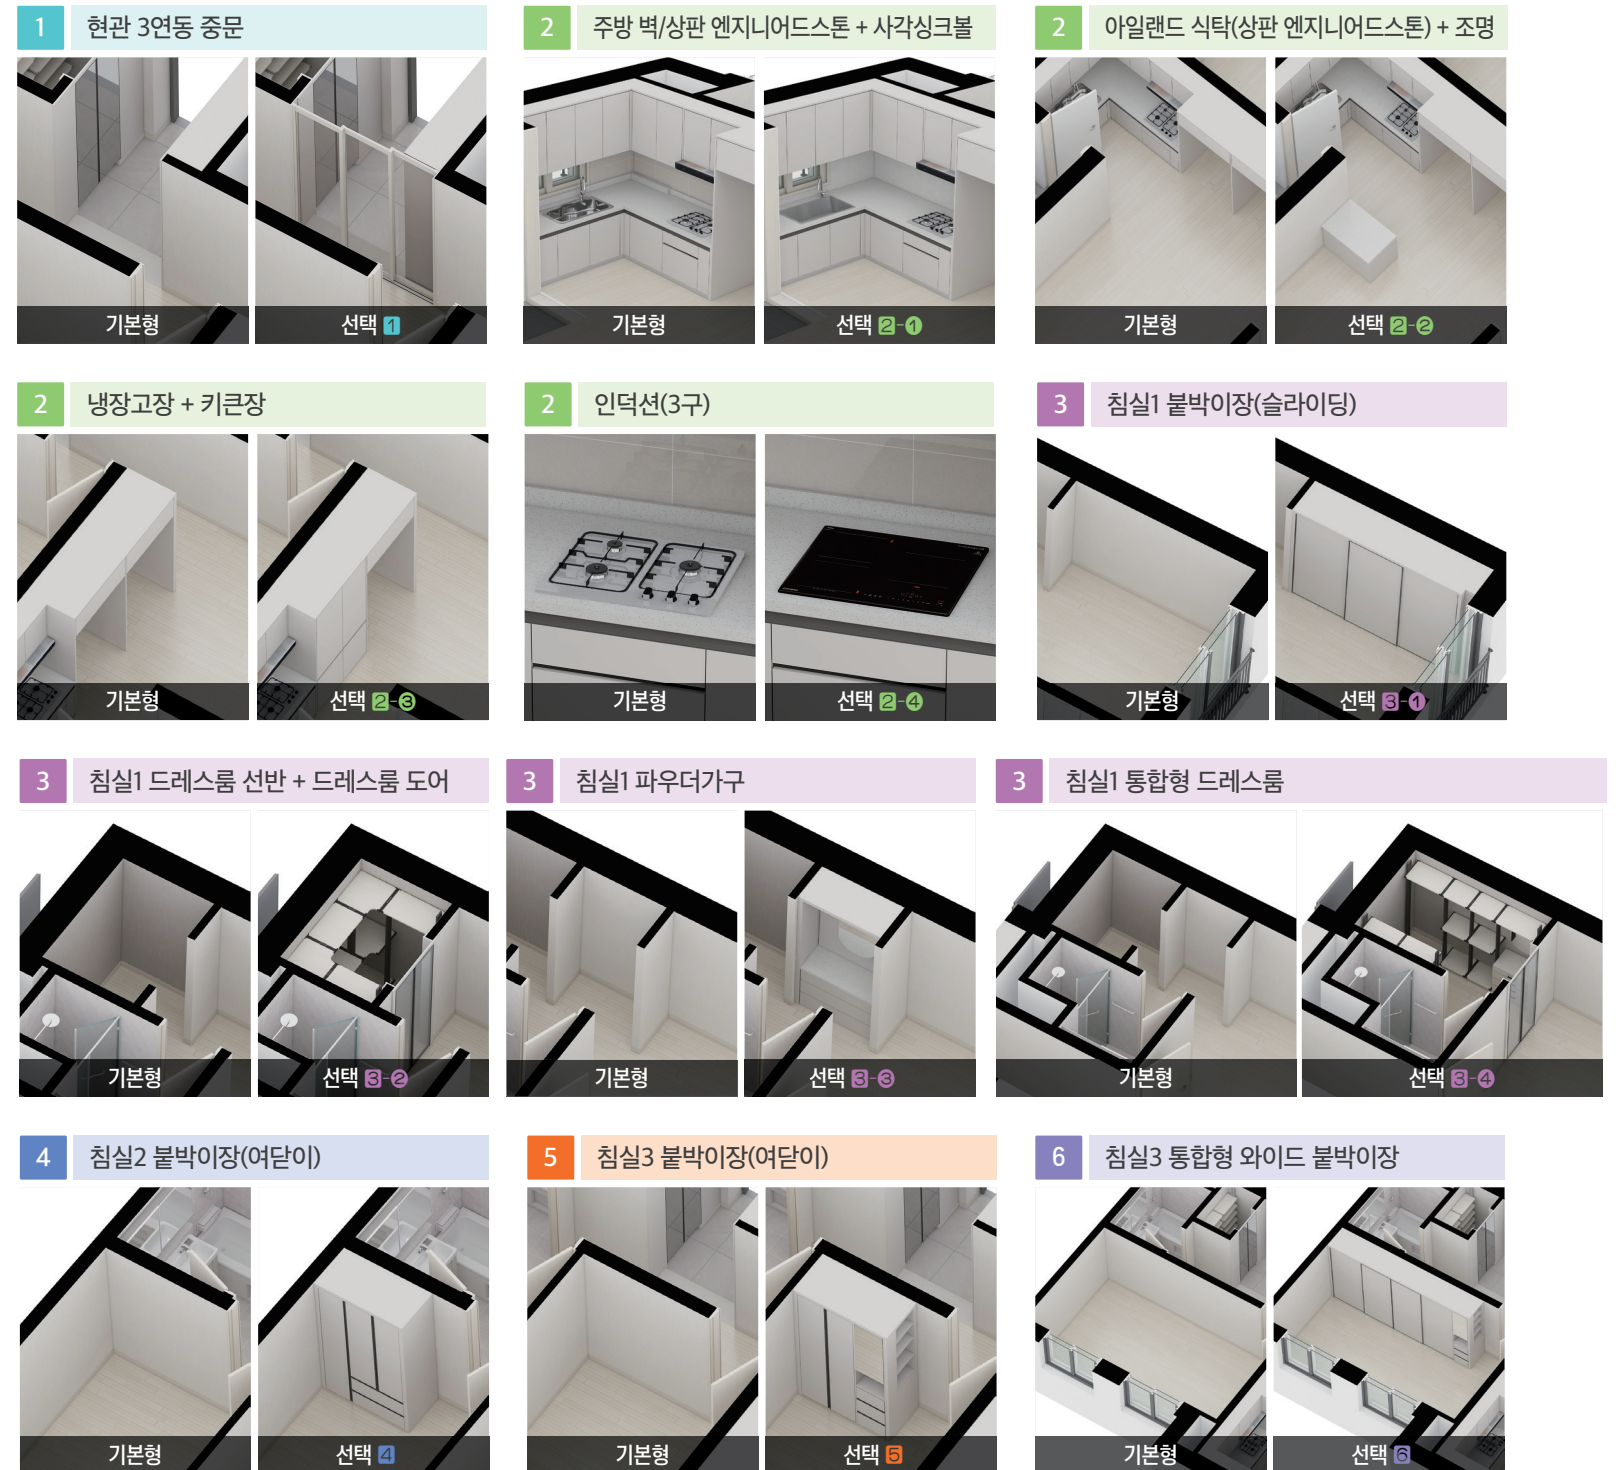 1 현관 3연동 중문
2 주방 벽/상판 엔지니어드스톤 + 사각싱크볼
2 아일랜드 식탁(상판 엔지니어드스톤) + 조명
기본형
선택 1
기본형
선택 2-1
기본형
선택 2-2
2 냉장고장 + 키큰장
2 인덕션(3구)
3 침실1 붙박이장(슬라이딩)
기본형
선택 2-3
기본형
선택 2-4
기본형
선택 3-1
3 침실1 드레스룸 선반 + 드레스룸 도어
3 침실1 파우더가구
3 침실1 통합형 드레스룸
기본형
선택 3-2
기본형
선택 3-3
기본형
선택 3-4
4 침실2 붙박이장(여닫이)
5 침실3 붙박이장(여닫이)
6 침실3 통합형 와이드 붙박이장
기본형
선택 4
기본형
선택 5
기본형
선택 6